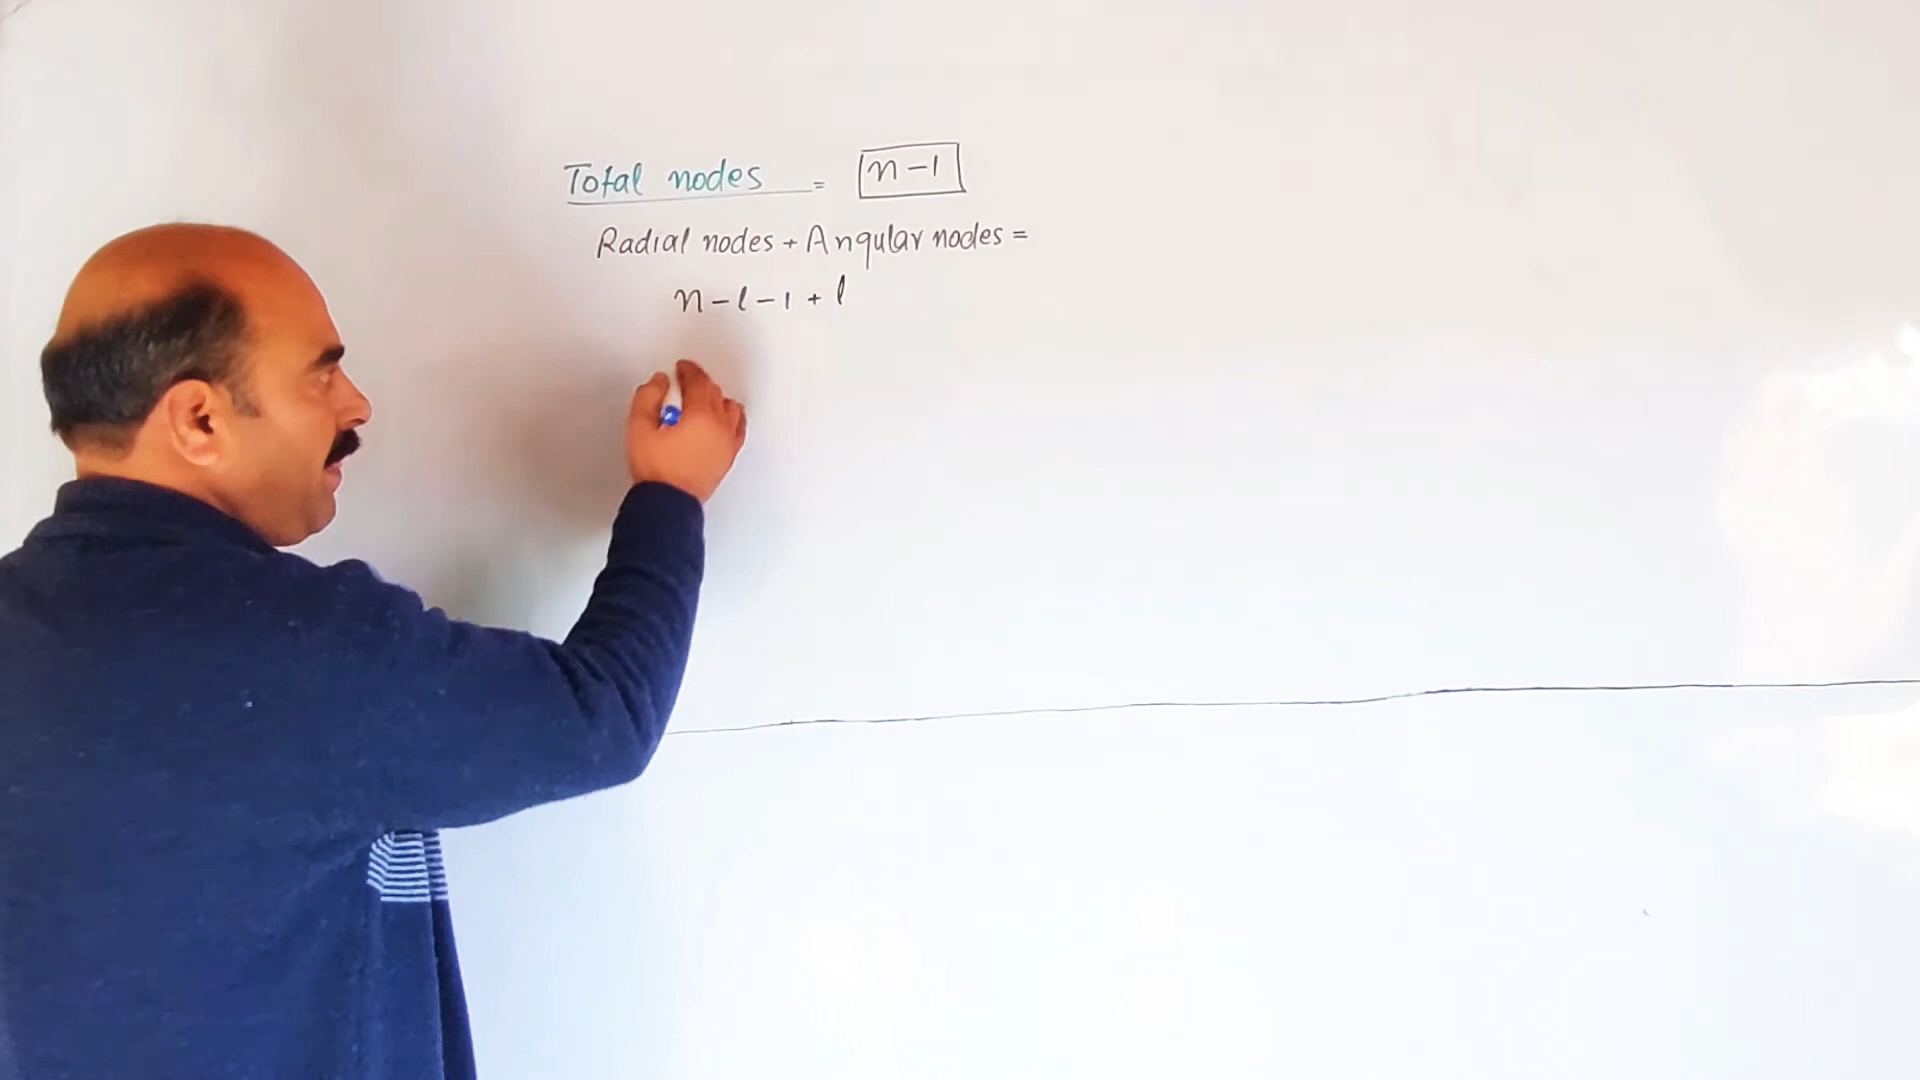 Total nodes = n-1
Radial nodes + Angular nodes =
n-l-1+l